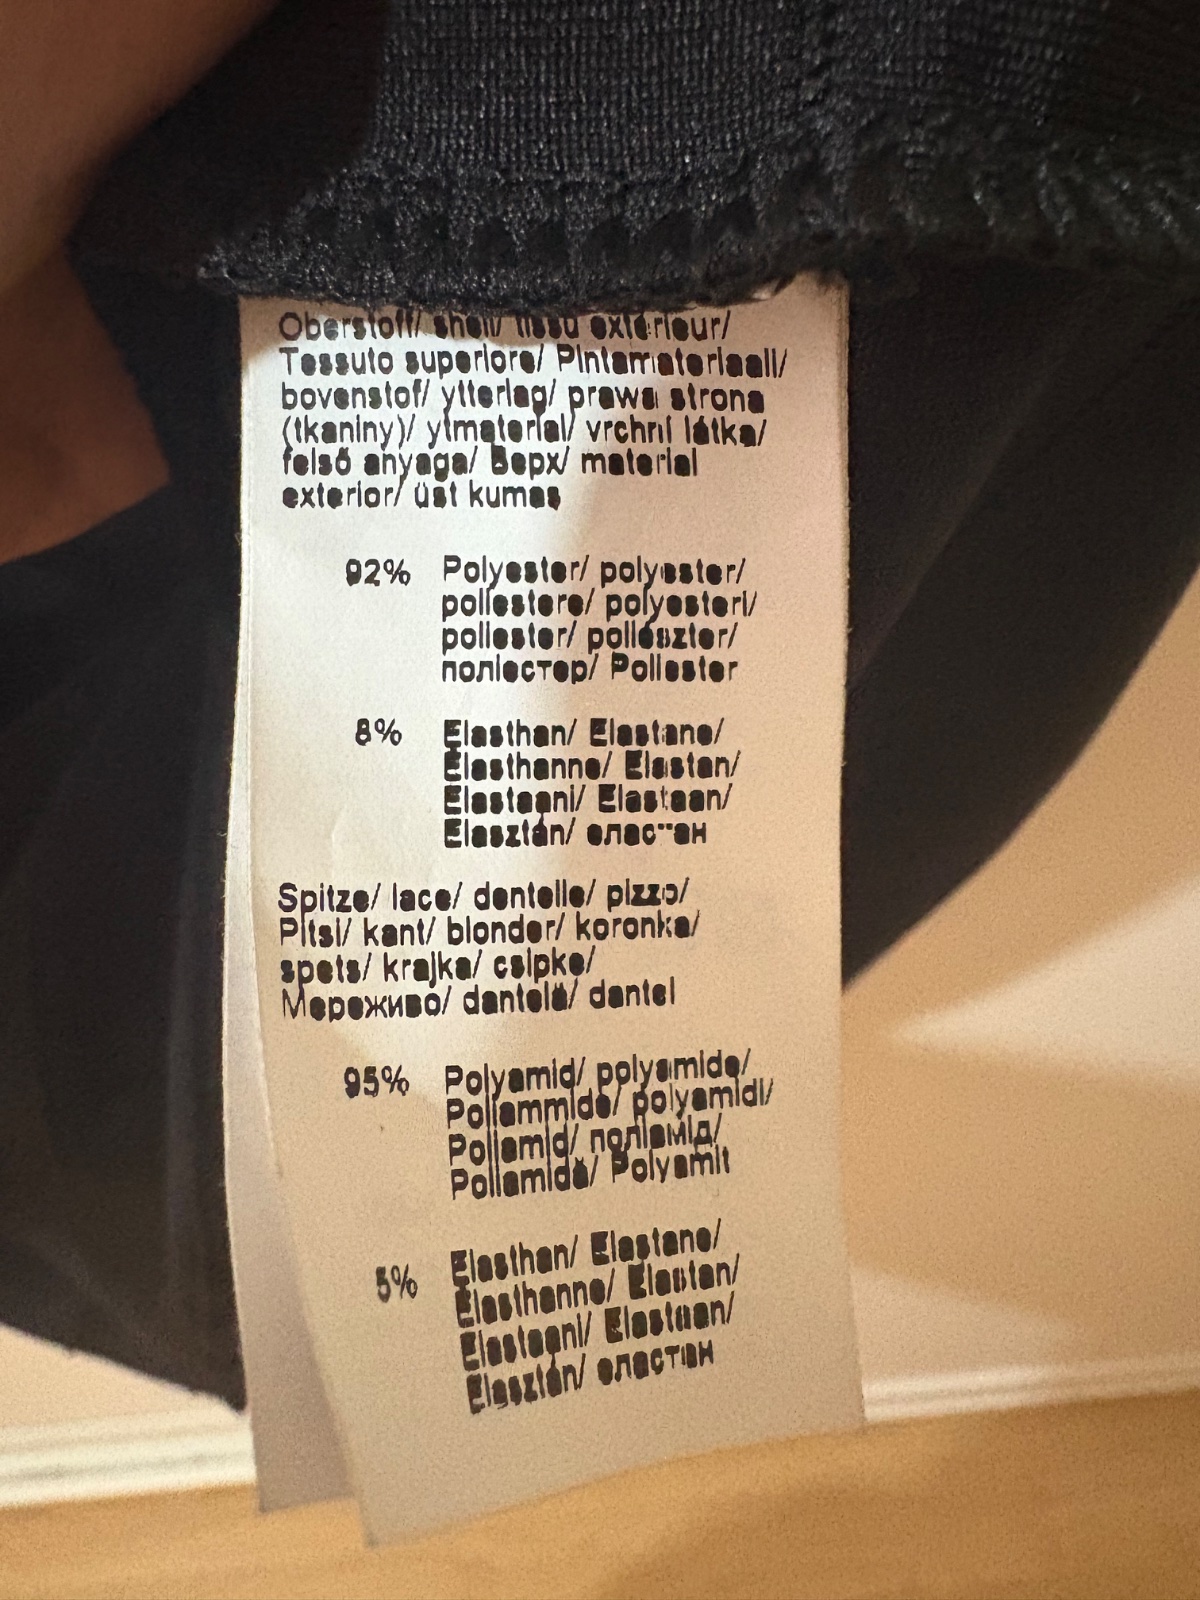 Oberstoff/ shell/ tissu extérieur/
Tessuto superiore/ Pintamateriaali/
bovenstof/ ytterlag/ prawa strona
(tkaniny)/ ytmaterial/ vrchní látka/
felső anyaga/ Верх/ material
exterior/ üst kumaş
92% Polyester/ polyester/
poliestere/ polyesteri/
poliester/ poliészter/
поліестер/ Poliester
8% Elasthan/ Elastane/
Elasthanne/ Elastan/
Elastaani/ Elastaan/
Elasztán/ еластан
Spitze/ lace/ dentelle/ pizzo/
Pitsi/ kant/ blonder/ koronka/
spets/ krajka/ csipke/
Мереживо/ dantelă/ dantel
95% Polyamid/ polyamide/
Poliammide/ polyamidi/
Poliamid/ поліамід/
Poliamidă/ Polyamit
5% Elasthan/ Elastane/
Elasthanne/ Elastan/
Elastaani/ Elastaan/
Elasztán/ еластан